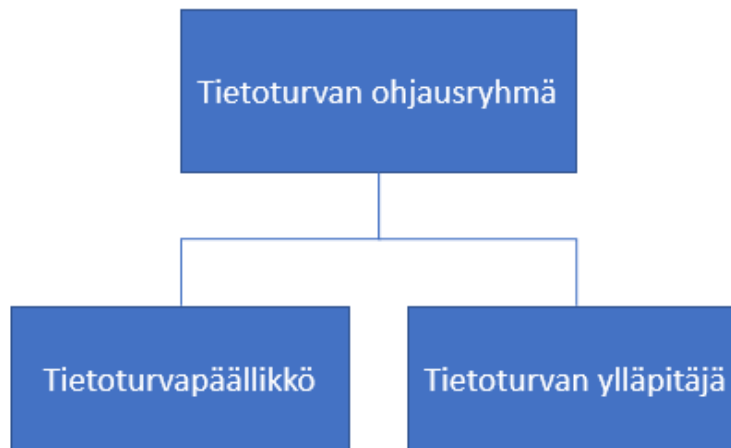 Tietoturvan ohjausryhmä
Tietoturvapäällikkö
Tietoturvan ylläpitäjä